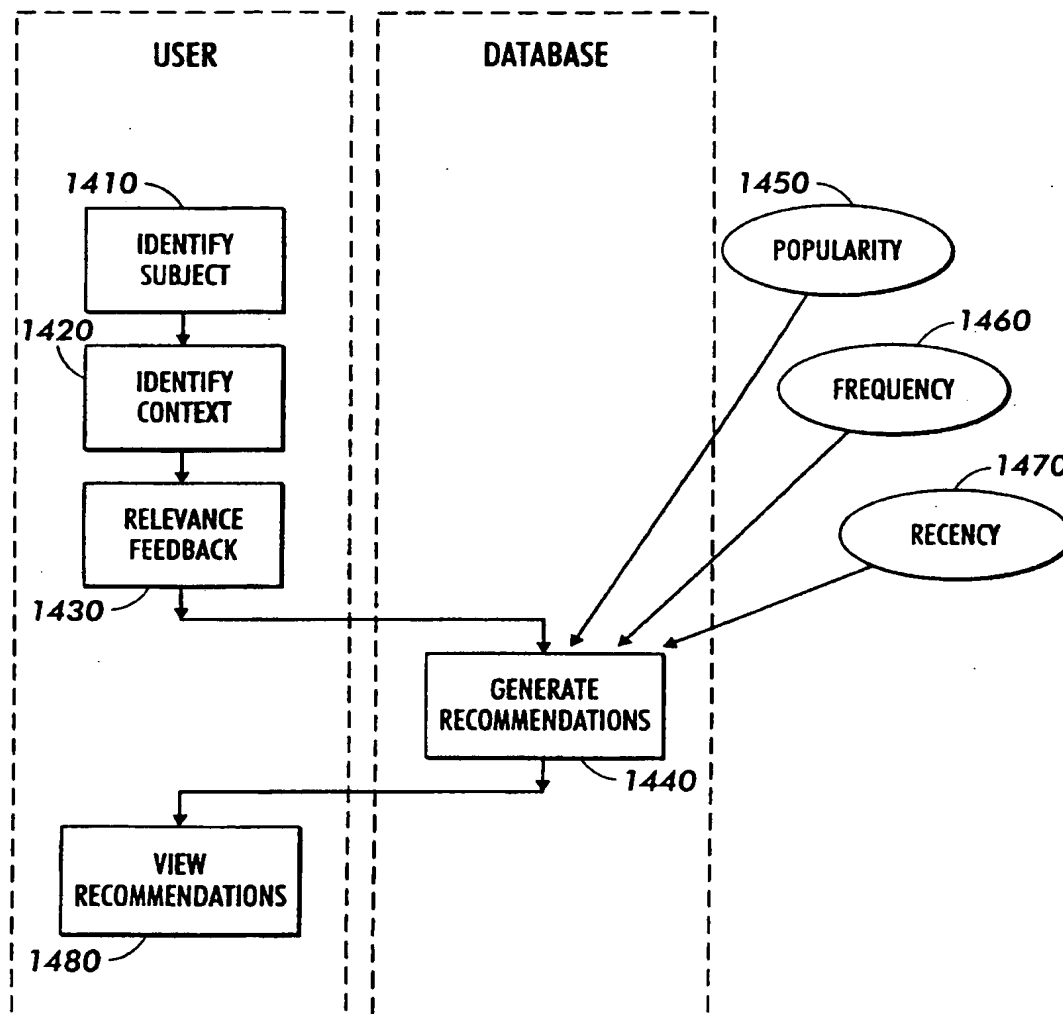 USER
DATABASE
1410
IDENTIFY
SUBJECT
1420
IDENTIFY
CONTEXT
RELEVANCE
FEEDBACK
1430
1450
POPULARITY
1460
FREQUENCY
1470
RECENCY
GENERATE
RECOMMENDATIONS
1440
VIEW
RECOMMENDATIONS
1480